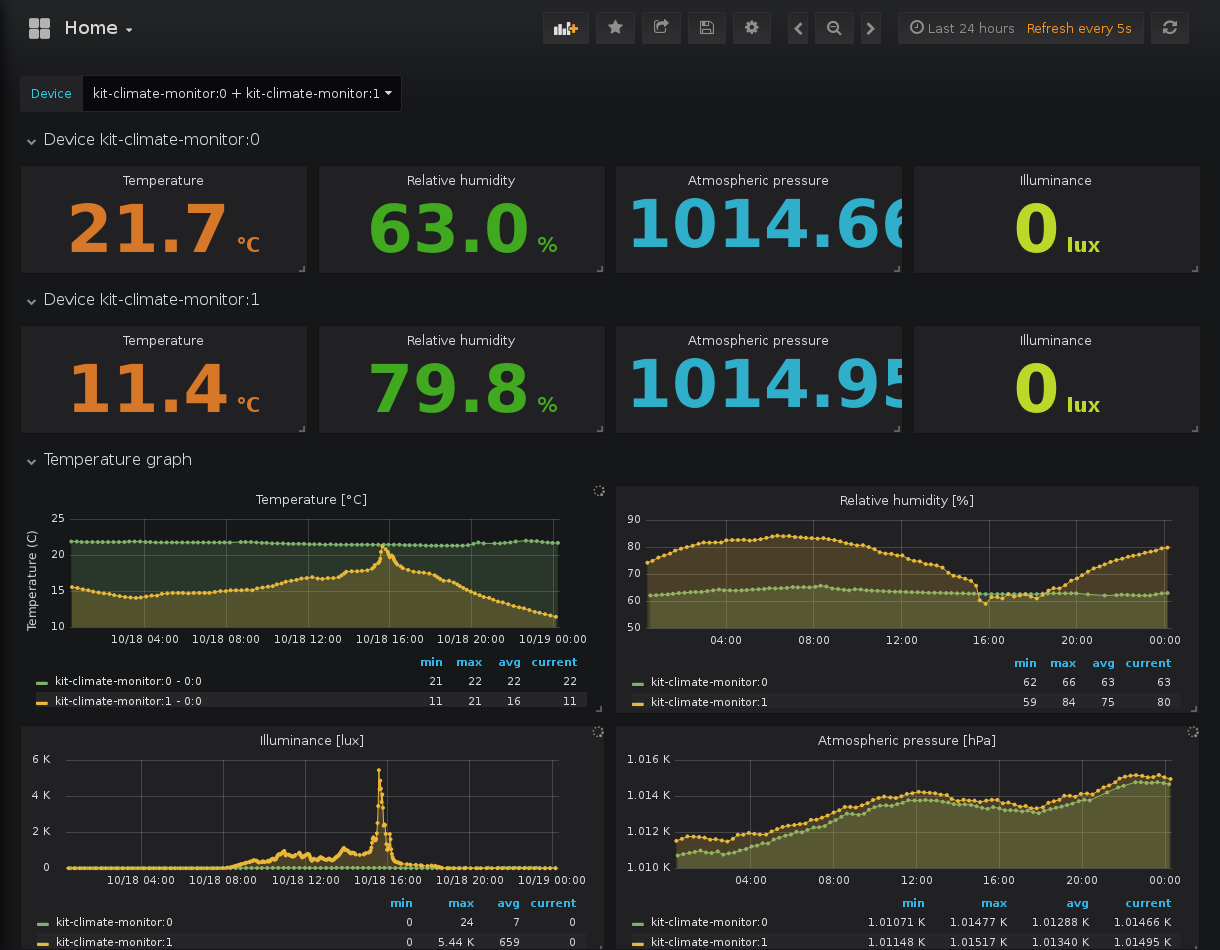 Home
Last 24 hours Refresh every 5s
Device kit-climate-monitor:0 + kit-climate-monitor:1
Device kit-climate-monitor:0
Temperature Relative humidity Atmospheric pressure Illuminance
21.7 °C 63.0 % 1014.66 0 lux
Device kit-climate-monitor:1
Temperature Relative humidity Atmospheric pressure Illuminance
11.4 °C 79.8 % 1014.95 0 lux
Temperature graph
Temperature [°C]
Temperature (C)
25
20
15
10
10/18 04:00 10/18 08:00 10/18 12:00 10/18 16:00 10/18 20:00 10/19 00:00
min max avg current
kit-climate-monitor:0 - 0:0 21 22 22 22
kit-climate-monitor:1 - 0:0 11 21 16 11
Relative humidity [%]
90
80
70
60
50
04:00 08:00 12:00 16:00 20:00 00:00
min max avg current
kit-climate-monitor:0 62 66 63 63
kit-climate-monitor:1 59 84 75 80
Illuminance [lux]
6 K
4 K
2 K
0
10/18 04:00 10/18 08:00 10/18 12:00 10/18 16:00 10/18 20:00 10/19 00:00
min max avg current
kit-climate-monitor:0 0 24 7 0
kit-climate-monitor:1 0 5.44 K 659 0
Atmospheric pressure [hPa]
1.016 K
1.014 K
1.012 K
1.010 K
04:00 08:00 12:00 16:00 20:00 00:00
min max avg current
kit-climate-monitor:0 1.01071 K 1.01477 K 1.01288 K 1.01466 K
kit-climate-monitor:1 1.01148 K 1.01517 K 1.01340 K 1.01495 K